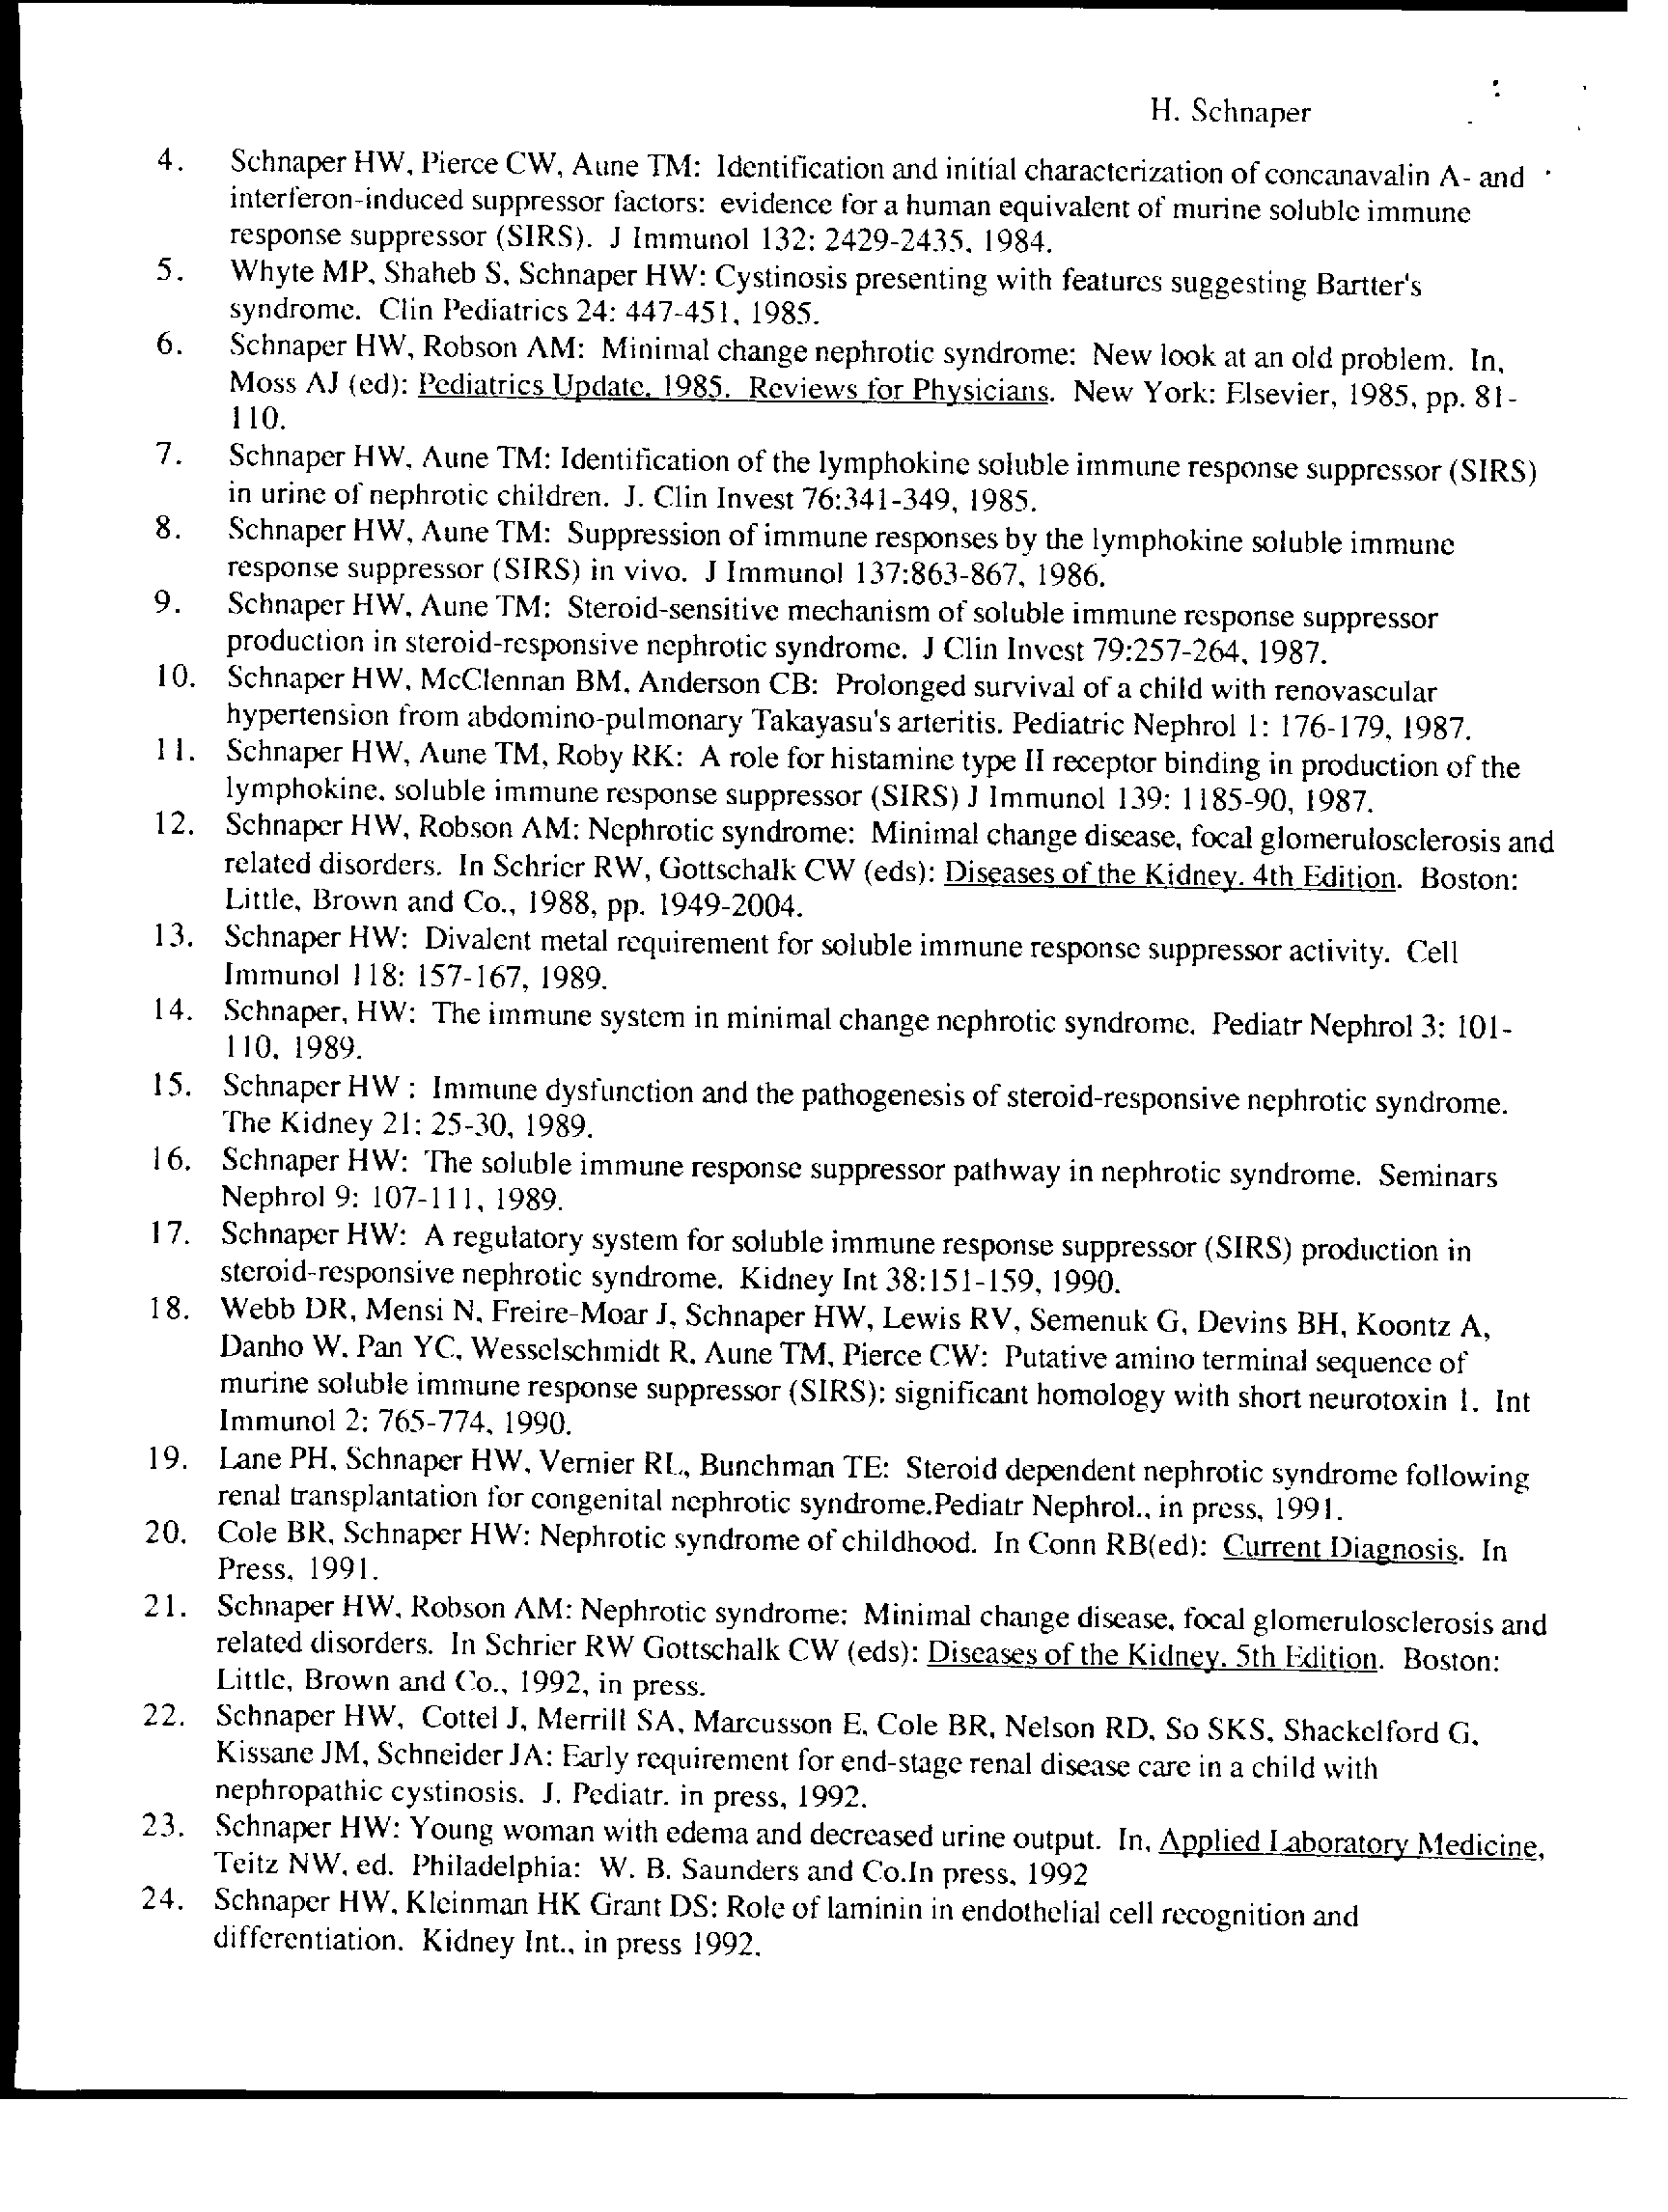 H. Schnaper
4. Schnaper HW, Pierce CW, Aune TM: Identification and initial characterization of concanavalin A- and
interferon-induced suppressor factors: evidence for a human equivalent of murine soluble immune
response suppressor (SIRS). J Immunol 132: 2429-2435, 1984.
5. Whyte MP, Shaheb S, Schnaper HW: Cystinosis presenting with features suggesting Bartter's
syndrome. Clin Pediatrics 24: 447-451, 1985.
6. Schnaper HW, Robson AM: Minimal change nephrotic syndrome: New look at an old problem. In,
Moss AJ (ed): Pediatrics Update, 1985. Reviews for Physicians. New York: Elsevier, 1985, pp. 81-
110.
7. Schnaper HW, Aune TM: Identification of the lymphokine soluble immune response suppressor (SIRS)
in urine of nephrotic children. J. Clin Invest 76:341-349, 1985.
8. Schnaper HW, Aune TM: Suppression of immune responses by the lymphokine soluble immune
response suppressor (SIRS) in vivo. J Immunol 137:863-867, 1986.
9. Schnaper HW, Aune TM: Steroid-sensitive mechanism of soluble immune response suppressor
production in steroid-responsive nephrotic syndrome. J Clin Invest 79:257-264, 1987.
10. Schnaper HW, McClennan BM, Anderson CB: Prolonged survival of a child with renovascular
hypertension from abdomino-pulmonary Takayasu's arteritis. Pediatric Nephrol 1: 176-179, 1987.
11. Schnaper HW, Aune TM, Roby RK: A role for histamine type II receptor binding in production of the
lymphokine, soluble immune response suppressor (SIRS) J Immunol 139: 1185-90, 1987.
12. Schnaper HW, Robson AM: Nephrotic syndrome: Minimal change disease, focal glomerulosclerosis and
related disorders. In Schrier RW, Gottschalk CW (eds): Diseases of the Kidney. 4th Edition. Boston:
Little, Brown and Co., 1988, pp. 1949-2004.
13. Schnaper HW: Divalent metal requirement for soluble immune response suppressor activity. Cell
Immunol 118: 157-167, 1989.
14. Schnaper, HW: The immune system in minimal change nephrotic syndrome. Pediatr Nephrol 3: 101-
110, 1989.
15. Schnaper HW : Immune dysfunction and the pathogenesis of steroid-responsive nephrotic syndrome.
The Kidney 21: 25-30, 1989.
16. Schnaper HW: The soluble immune response suppressor pathway in nephrotic syndrome. Seminars
Nephrol 9: 107-111, 1989.
17. Schnaper HW: A regulatory system for soluble immune response suppressor (SIRS) production in
steroid-responsive nephrotic syndrome. Kidney Int 38:151-159, 1990.
18. Webb DR, Mensi N, Freire-Moar J, Schnaper HW, Lewis RV, Semenuk G, Devins BH, Koontz A,
Danho W, Pan YC, Wesselschmidt R, Aune TM, Pierce CW: Putative amino terminal sequence of
murine soluble immune response suppressor (SIRS): significant homology with short neurotoxin 1. Int
Immunol 2: 765-774, 1990.
19. Lane PH, Schnaper HW, Vernier RL, Bunchman TE: Steroid dependent nephrotic syndrome following
renal transplantation for congenital nephrotic syndrome.Pediatr Nephrol., in press, 1991.
20. Cole BR, Schnaper HW: Nephrotic syndrome of childhood. In Conn RB(ed): Current Diagnosis. In
Press, 1991.
21. Schnaper HW, Robson AM: Nephrotic syndrome: Minimal change disease, focal glomerulosclerosis and
related disorders. In Schrier RW Gottschalk CW (eds): Diseases of the Kidney. 5th Edition. Boston:
Little, Brown and Co., 1992, in press.
22. Schnaper HW, Cottel J, Merrill SA, Marcusson E, Cole BR, Nelson RD, So SKS, Shackelford G,
Kissane JM, Schneider JA: Early requirement for end-stage renal disease care in a child with
nephropathic cystinosis. J. Pediatr. in press, 1992.
23. Schnaper HW: Young woman with edema and decreased urine output. In, Applied Laboratory Medicine,
Teitz NW, ed. Philadelphia: W. B. Saunders and Co.In press, 1992
24. Schnaper HW, Kleinman HK Grant DS: Role of laminin in endothelial cell recognition and
differentiation. Kidney Int., in press 1992.